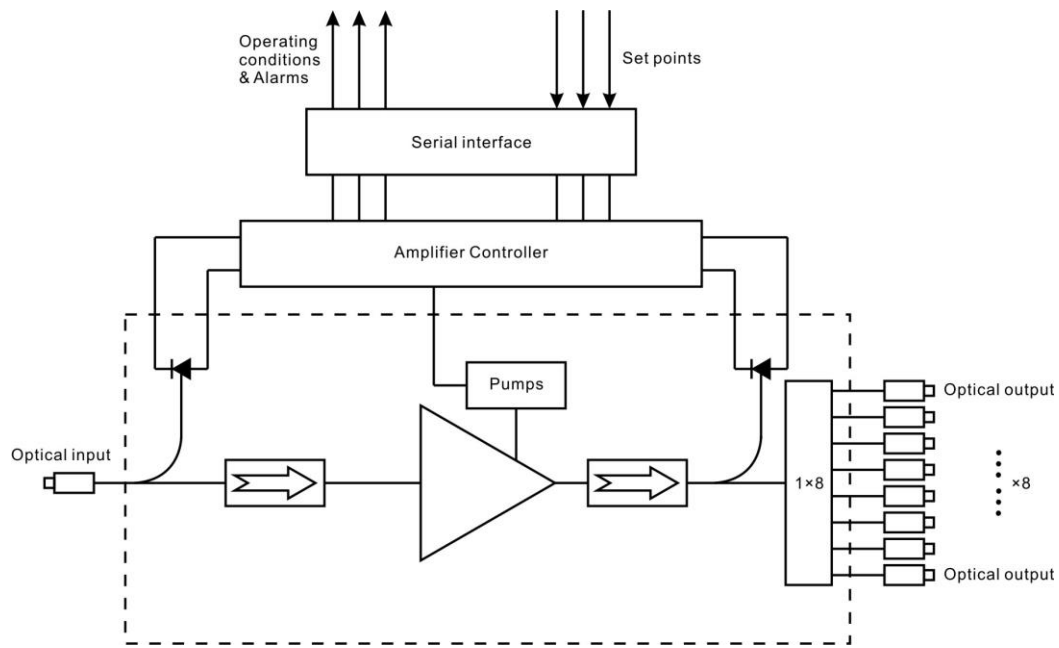 Operating
conditions
& Alarms
Set points
Serial interface
Amplifier Controller
Pumps
Optical output
Optical input
1×8
×8
Optical output